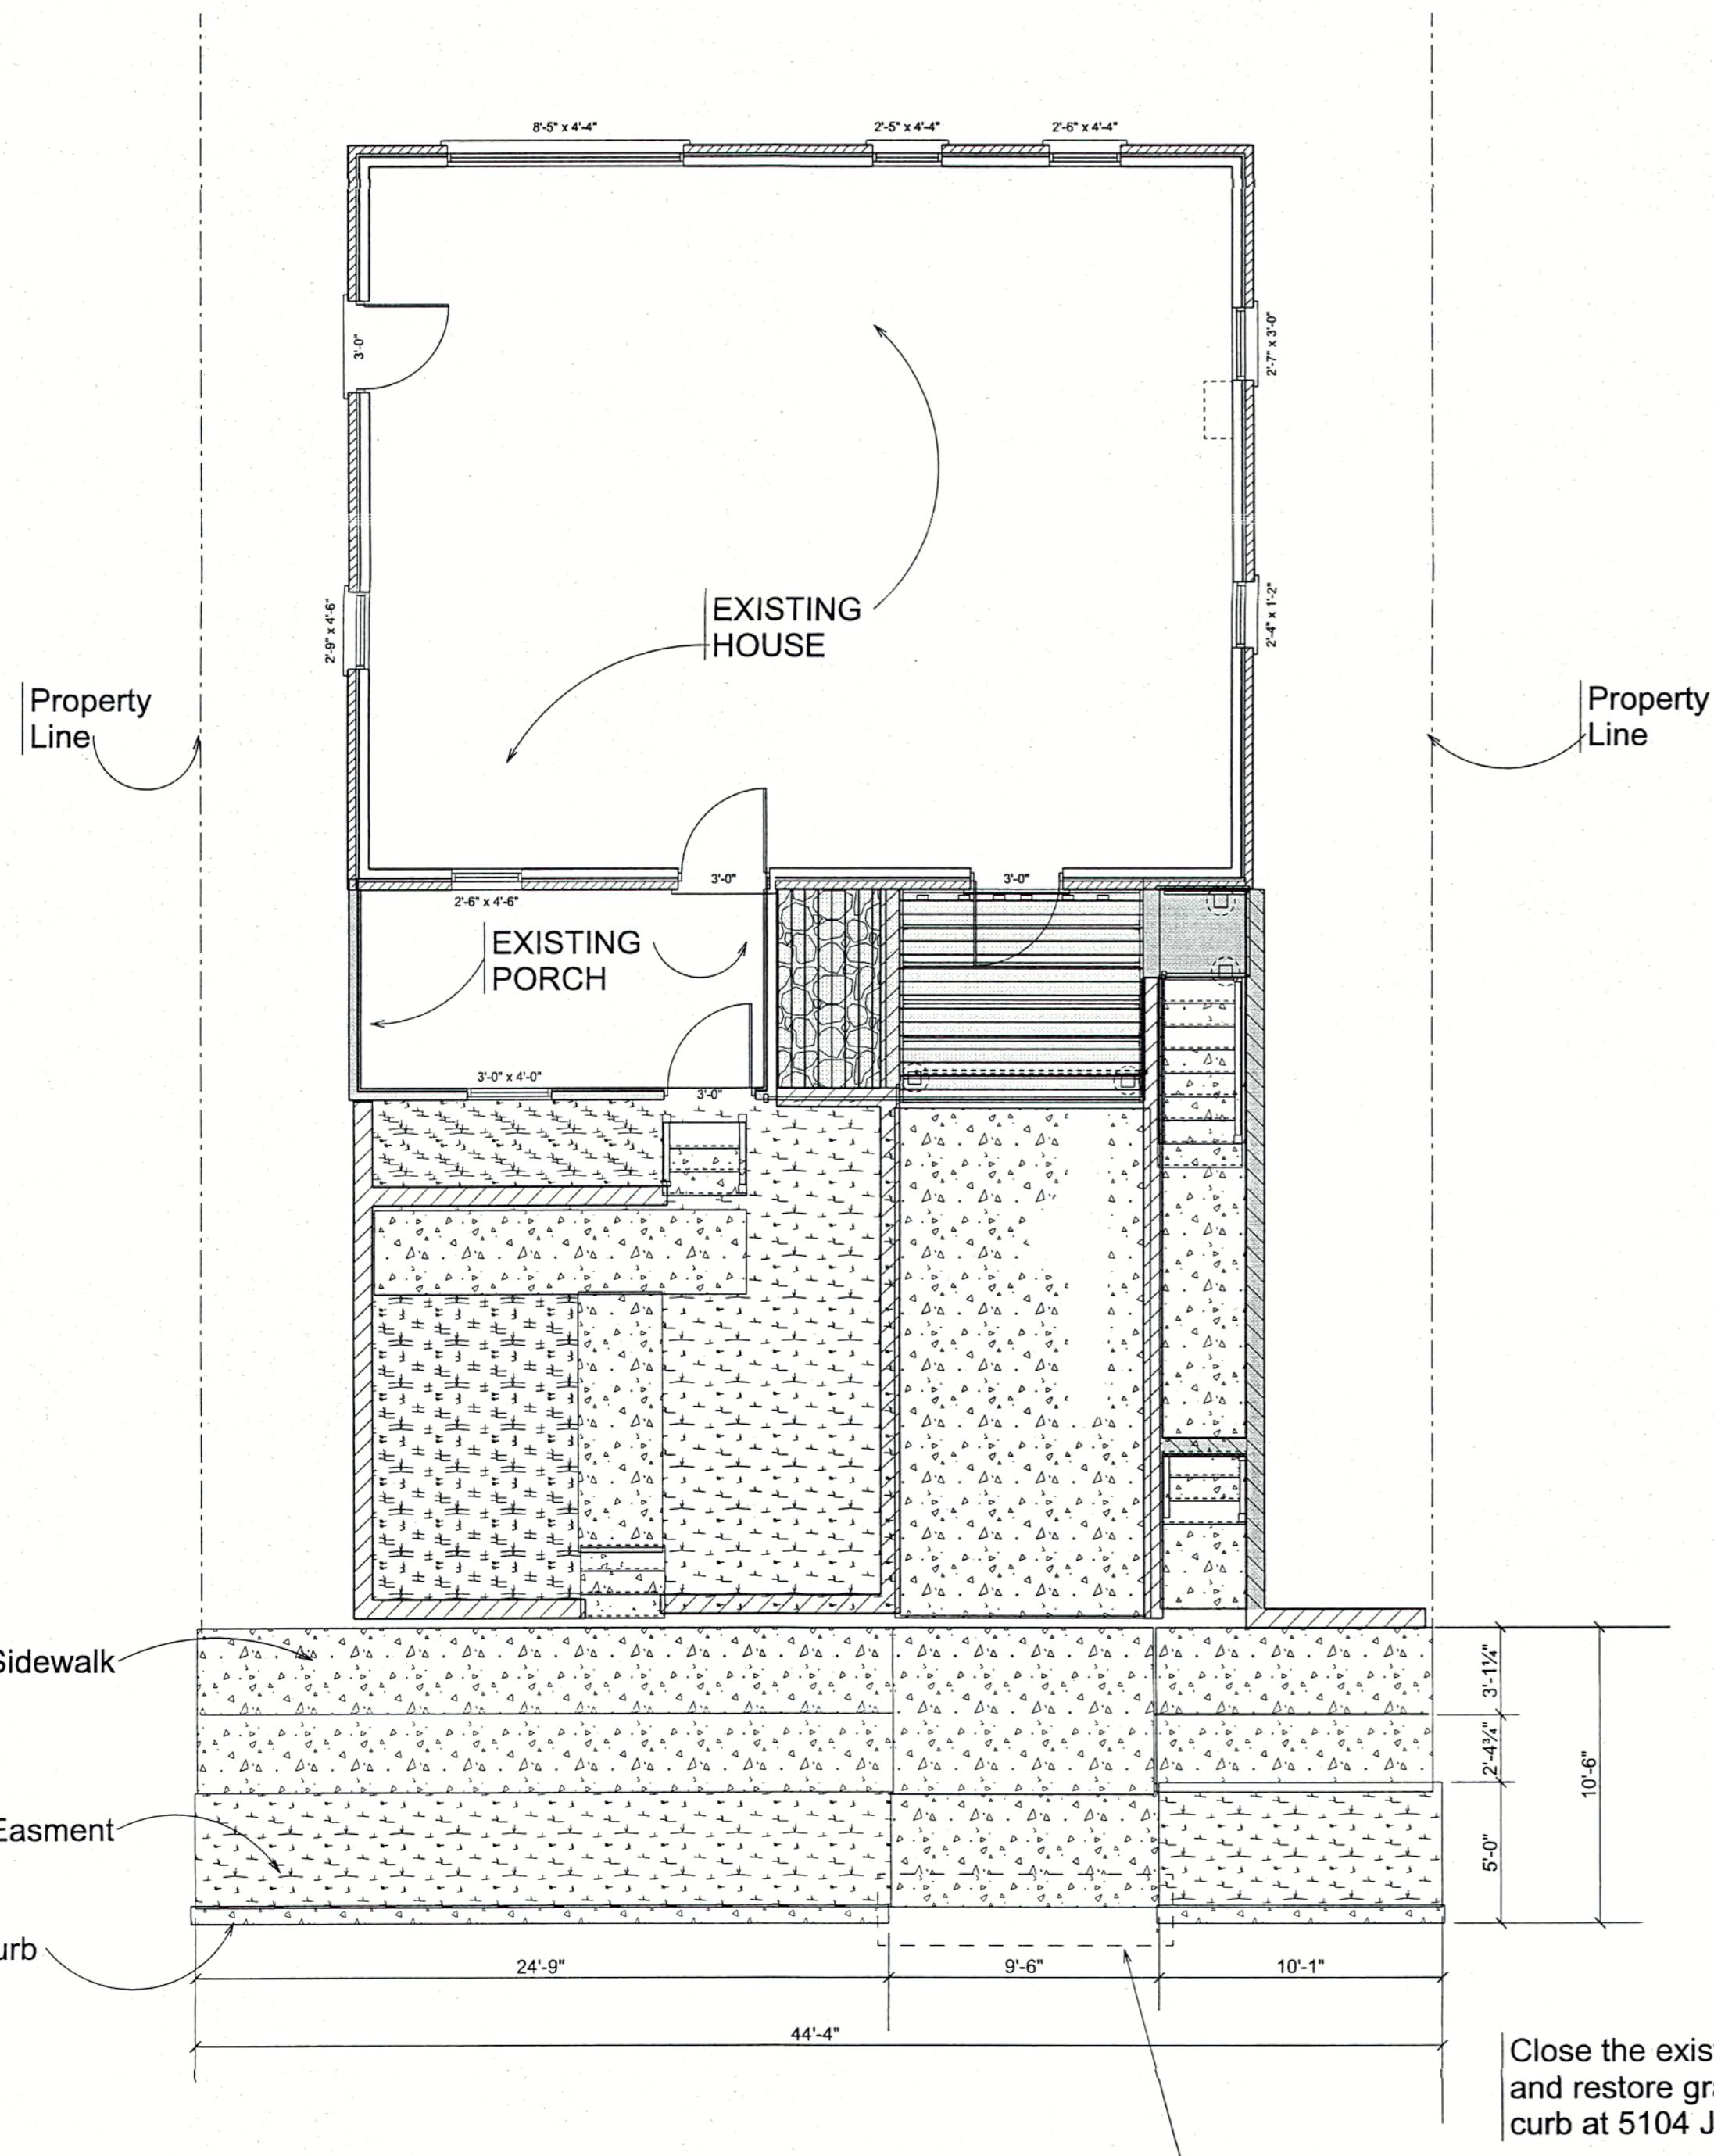 8'-5" x 4'-4"
2'-5" x 4'-4"
2'-6" x 4'-4"
3'-0"
2'-7" x 3'-0"
2'-9" x 4'-6"
2'-4" x 1'-2"
EXISTING
HOUSE
Property
Line
Property
Line
3'-0"
3'-0"
2'-6" x 4'-6"
EXISTING
PORCH
3'-0" x 4'-0"
3'-0"
Sidewalk
3'-1¼"
2'-4¾"
10'-6"
Easment
5'-0"
urb
24'-9"
9'-6"
10'-1"
44'-4"
Close the exis
and restore gra
curb at 5104 J